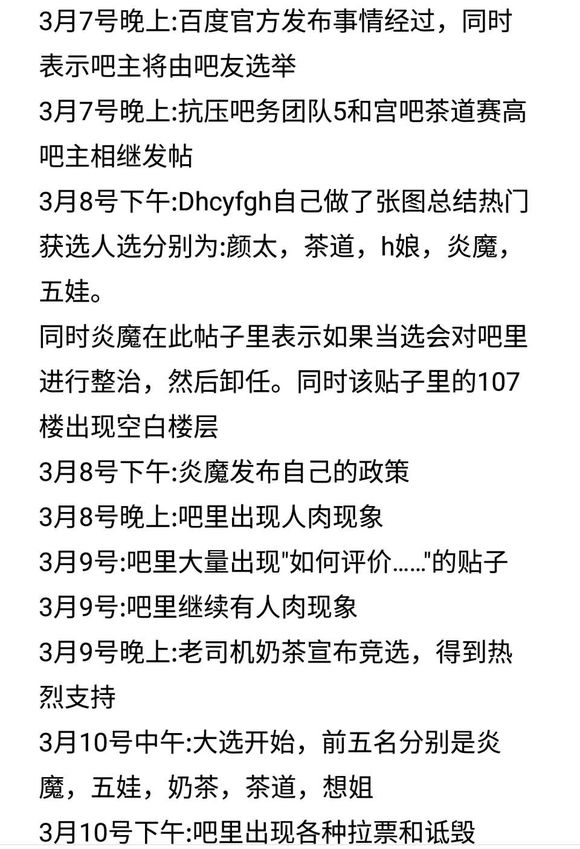 3月7号晚上:百度官方发布事情经过，同时
表示吧主将由吧友选举
3月7号晚上:抗压吧务团队5和宫吧茶道赛高
吧主相继发帖
3月8号下午:Dhcyfgh自己做了张图总结热门
获选人选分别为:颜太，茶道，h娘，炎魔，
五娃。
同时炎魔在此帖子里表示如果当选会对吧里
进行整治，然后卸任。同时该贴子里的107
楼出现空白楼层
3月8号下午:炎魔发布自己的政策
3月8号晚上:吧里出现人肉现象
3月9号:吧里大量出现"如何评价……"的贴子
3月9号:吧里继续有人肉现象
3月9号晚上:老司机奶茶宣布竞选，得到热
烈支持
3月10号中午:大选开始，前五名分别是炎
魔，五娃，奶茶，茶道，想姐
3月10号下午:吧里出现各种拉票和诋毁